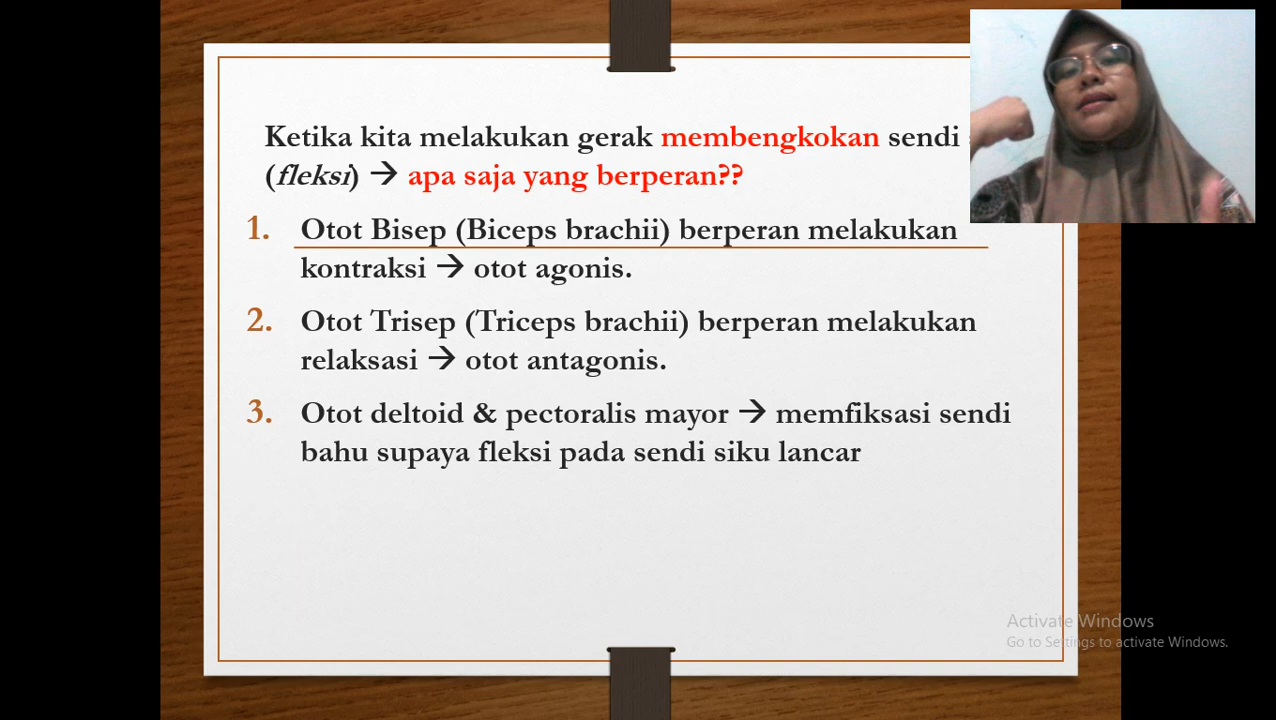 Ketika kita melakukan gerak membengkokan sendi
(fleksi) → apa saja yang berperan??
1. Otot Bisep (Biceps brachii) berperan melakukan
kontraksi → otot agonis.
2. Otot Trisep (Triceps brachii) berperan melakukan
relaksasi → otot antagonis.
3. Otot deltoid & pectoralis mayor → memfiksasi sendi
bahu supaya fleksi pada sendi siku lancar
Activate Windows
Go to Settings to activate Windows.